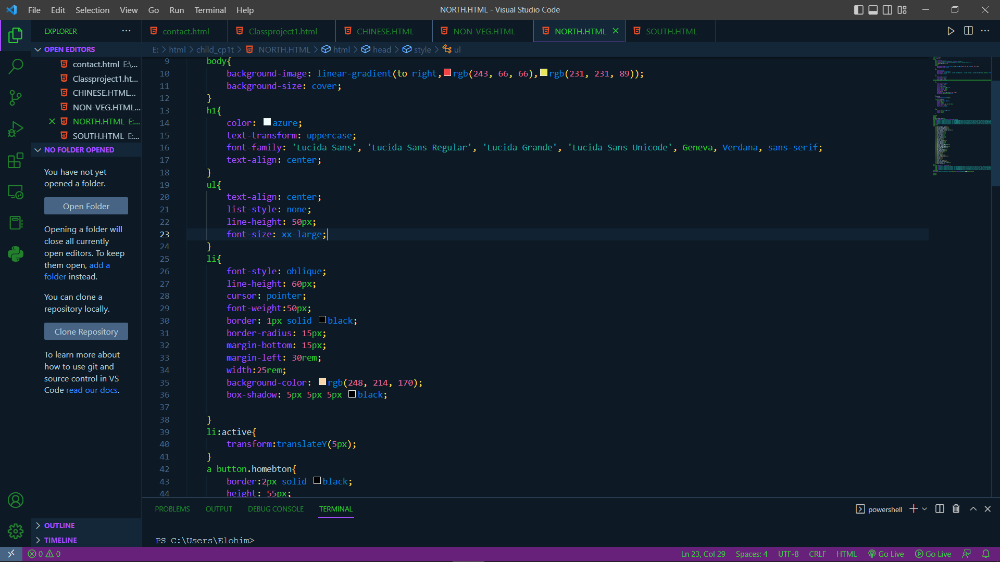 File Edit Selection View Go Run Terminal Help
NORTH.HTML - Visual Studio Code
EXPLORER
contact.html Classproject1.html CHINESE.HTML NON-VEG.HTML NORTH.HTML SOUTH.HTML
OPEN EDITORS
contact.html E:\...
Classproject1.ht...
CHINESE.HTML...
NON-VEG.HTML...
NORTH.HTML E:...
SOUTH.HTML E:...
NO FOLDER OPENED
You have not yet
opened a folder.
Open Folder
Opening a folder will
close all currently
open editors. To keep
them open, add a
folder instead.
You can clone a
repository locally.
Clone Repository
To learn more about
how to use git and
source control in VS
Code read our docs.
OUTLINE
TIMELINE
E: > html > child_cp1t > NORTH.HTML > html > head > style > ul
9 body{
10 background-image: linear-gradient(to right,rgb(243, 66, 66),rgb(231, 231, 89));
11 background-size: cover;
12 }
13 h1{
14 color: azure;
15 text-transform: uppercase;
16 font-family: 'Lucida Sans', 'Lucida Sans Regular', 'Lucida Grande', 'Lucida Sans Unicode', Geneva, Verdana, sans-serif;
17 text-align: center;
18 }
19 ul{
20 text-align: center;
21 list-style: none;
22 line-height: 50px;
23 font-size: xx-large;
24 }
25 li{
26 font-style: oblique;
27 line-height: 60px;
28 cursor: pointer;
29 font-weight:50px;
30 border: 1px solid black;
31 border-radius: 15px;
32 margin-bottom: 15px;
33 margin-left: 30rem;
34 width:25rem;
35 background-color: rgb(248, 214, 170);
36 box-shadow: 5px 5px 5px black;
37
38 }
39 li:active{
40 transform:translateY(5px);
41 }
42 a button.homebton{
43 border:2px solid black;
44 height: 55px;
PROBLEMS OUTPUT DEBUG CONSOLE TERMINAL
powershell
PS C:\Users\Elohim>
0 0
Ln 23, Col 29 Spaces: 4 UTF-8 CRLF HTML Go Live Go Live